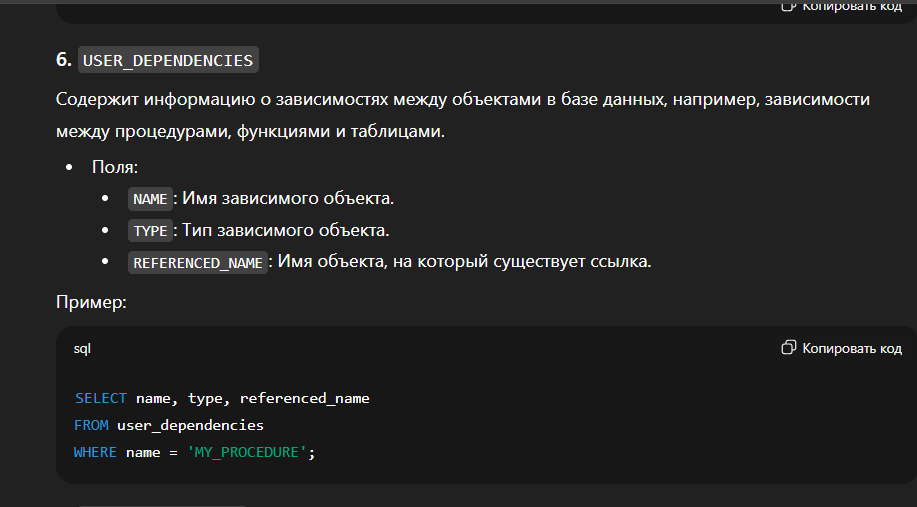 Копировать код
6. USER_DEPENDENCIES
Содержит информацию о зависимостях между объектами в базе данных, например, зависимости
между процедурами, функциями и таблицами.
• Поля:
• NAME: Имя зависимого объекта.
• TYPE: Тип зависимого объекта.
• REFERENCED_NAME: Имя объекта, на который существует ссылка.
Пример:
sql Копировать код
SELECT name, type, referenced_name
FROM user_dependencies
WHERE name = 'MY_PROCEDURE';